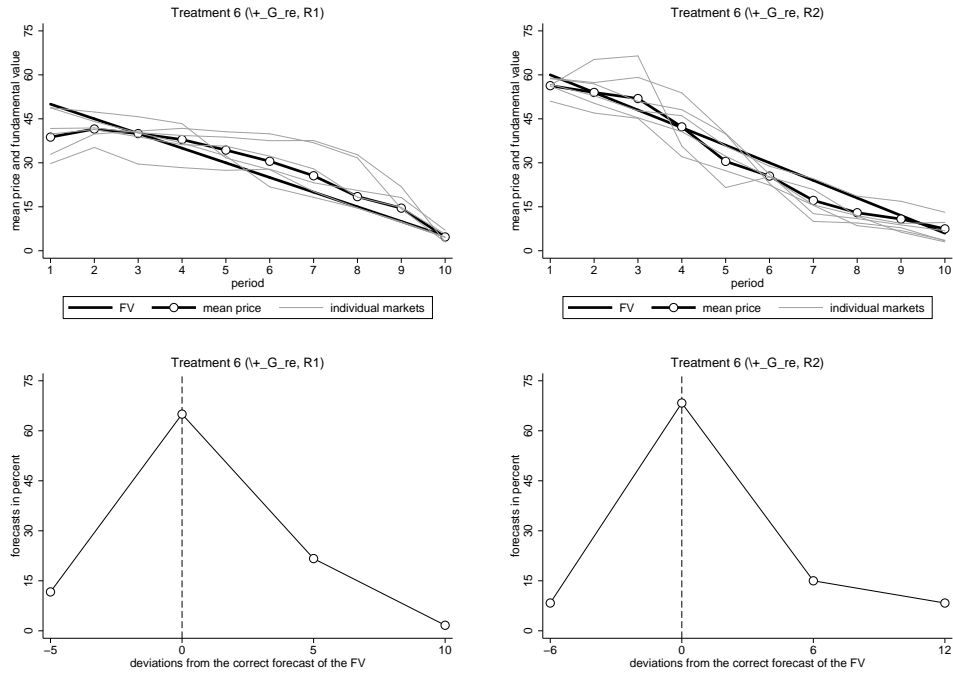 Treatment 6 (\+_G_re, R1)
mean price and fundamental value
75
60
45
30
15
0
1 2 3 4 5 6 7 8 9 10
period
FV mean price individual markets
Treatment 6 (\+_G_re, R2)
mean price and fundamental value
75
60
45
30
15
0
1 2 3 4 5 6 7 8 9 10
period
FV mean price individual markets
Treatment 6 (\+_G_re, R1)
forecasts in percent
75
60
45
30
15
0
−5 0 5 10
deviations from the correct forecast of the FV
Treatment 6 (\+_G_re, R2)
forecasts in percent
75
60
45
30
15
0
−6 0 6 12
deviations from the correct forecast of the FV